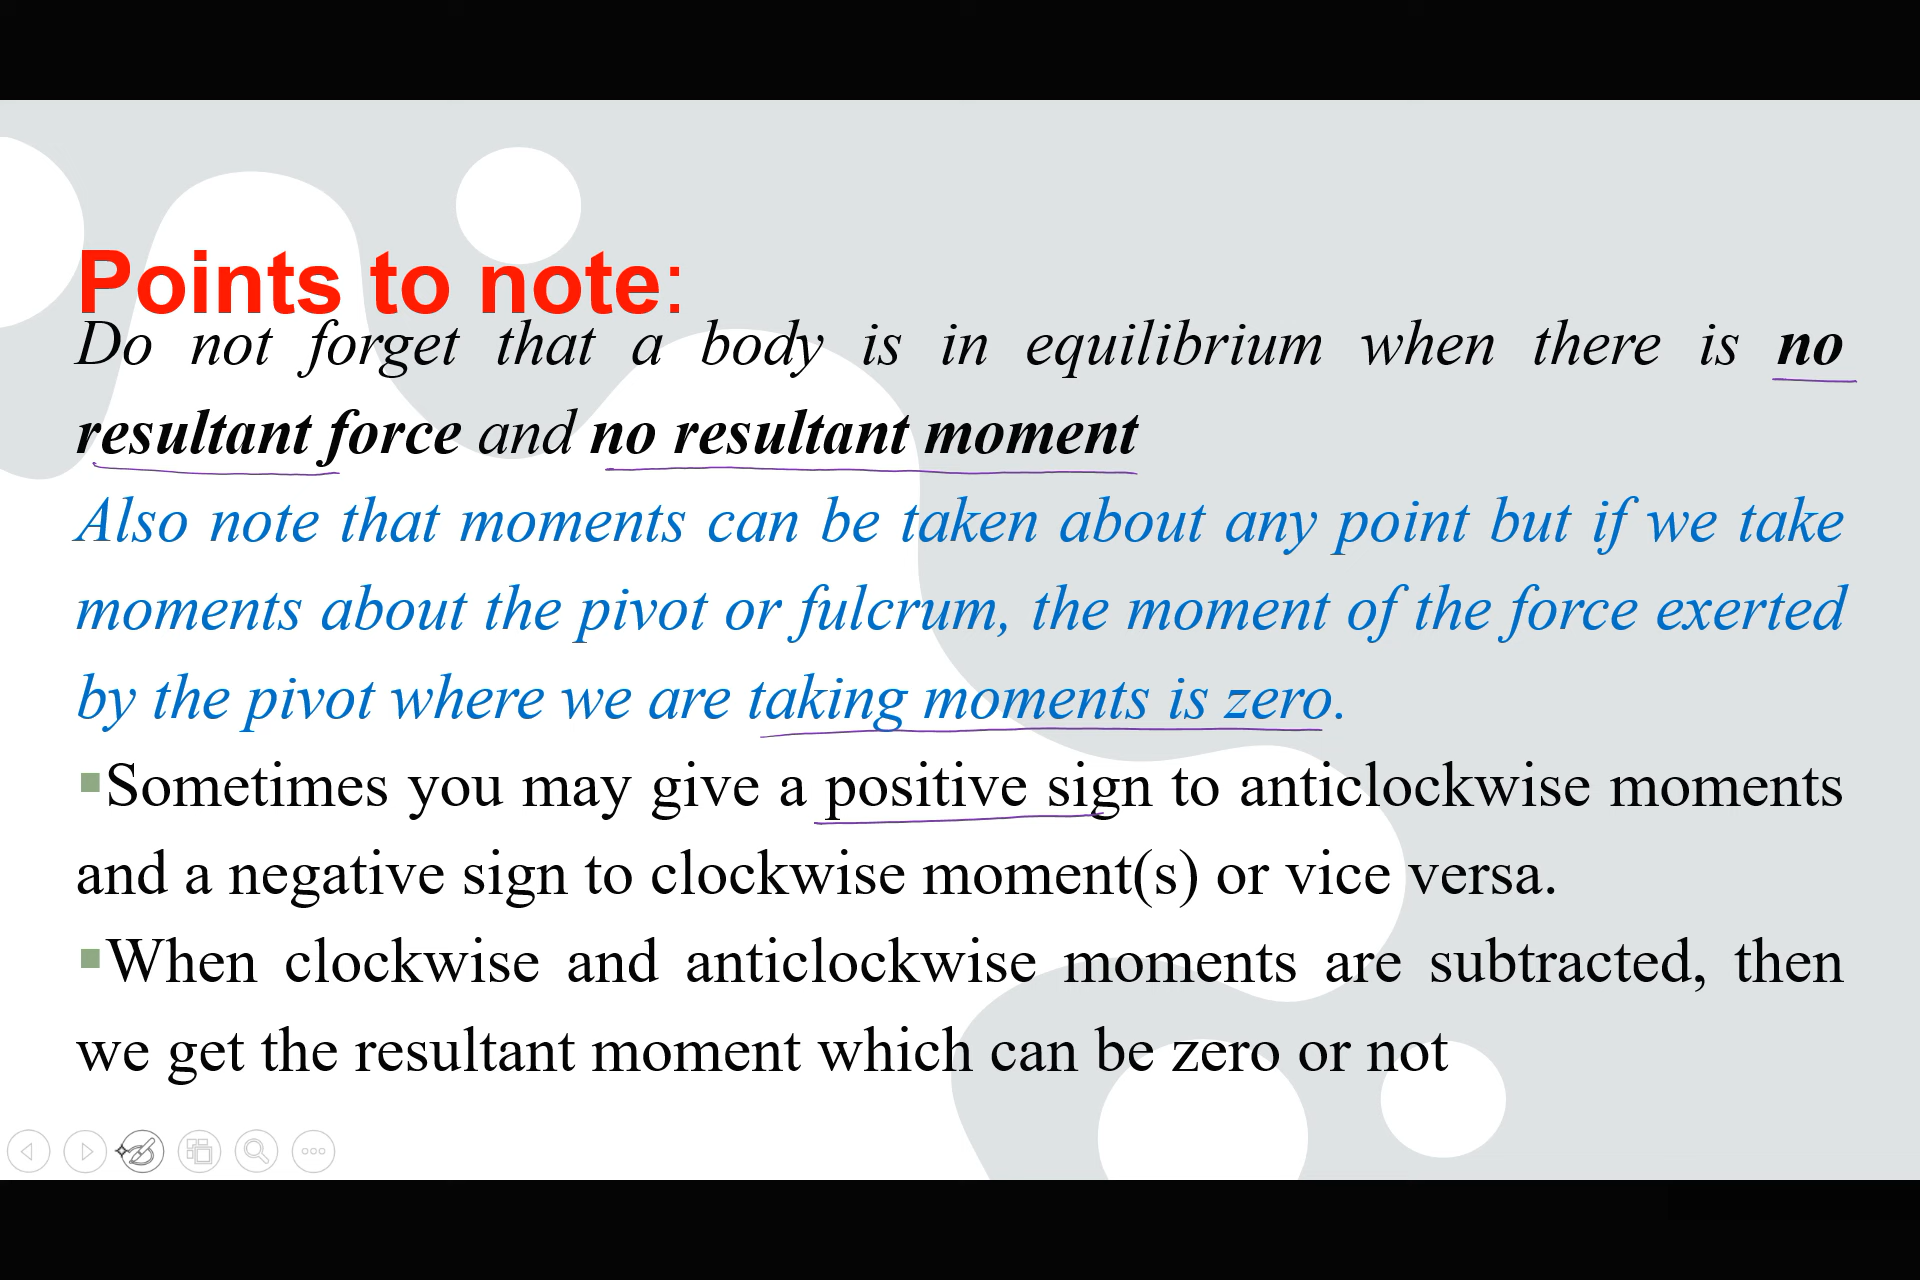 Points to note:
Do not forget that a body is in equilibrium when there is no
resultant force and no resultant moment
Also note that moments can be taken about any point but if we take
moments about the pivot or fulcrum, the moment of the force exerted
by the pivot where we are taking moments is zero.
▪Sometimes you may give a positive sign to anticlockwise moments
and a negative sign to clockwise moment(s) or vice versa.
▪When clockwise and anticlockwise moments are subtracted, then
we get the resultant moment which can be zero or not